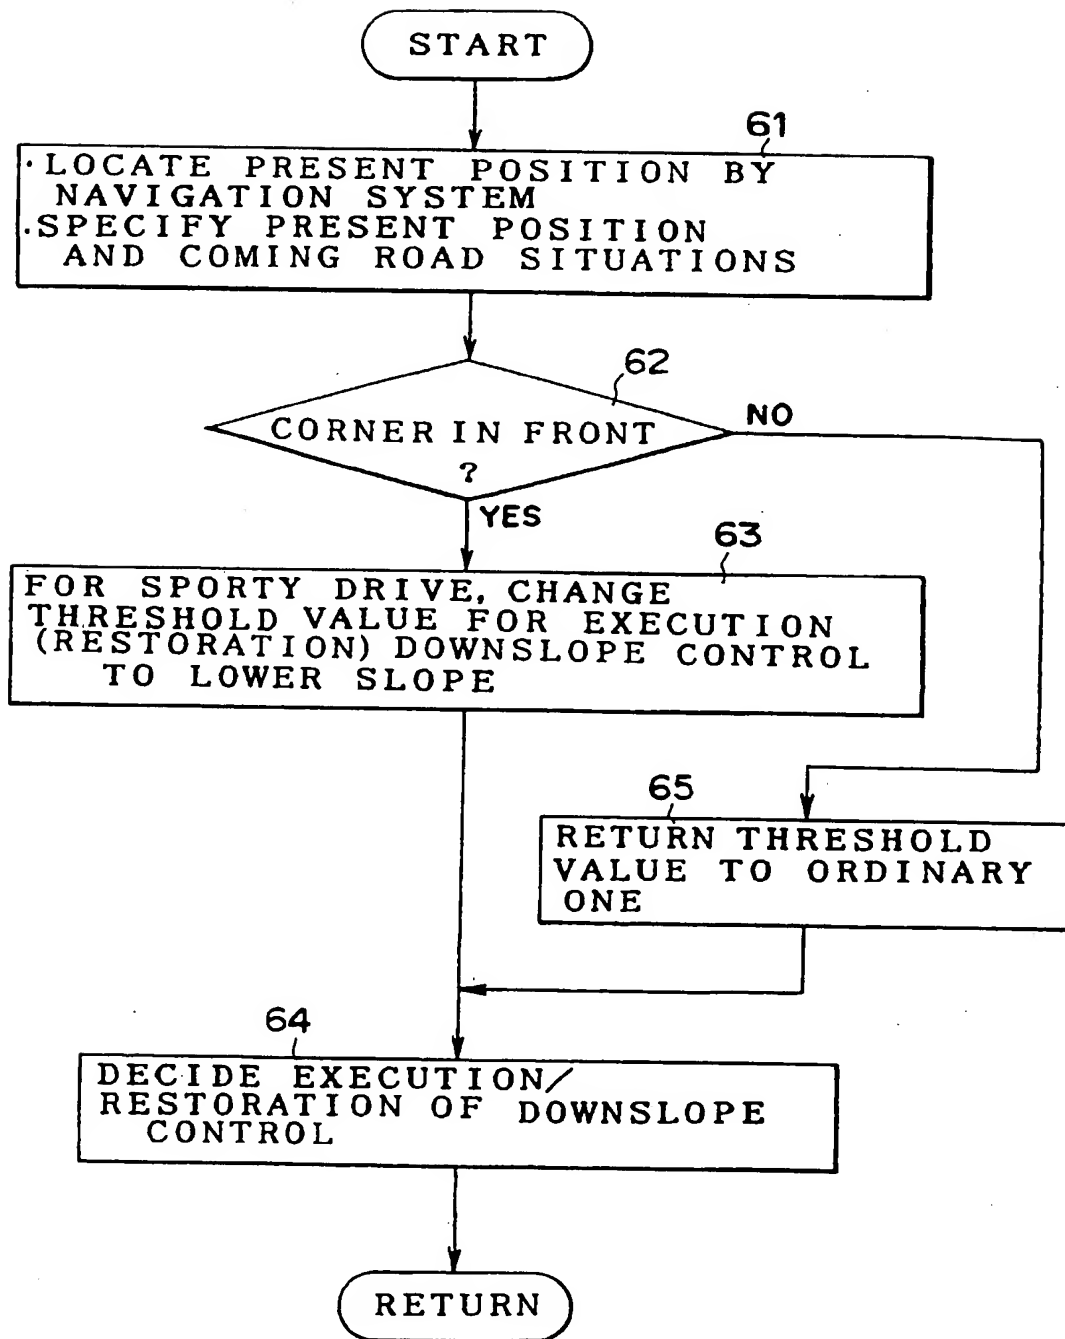 START
61
·LOCATE PRESENT POSITION BY
NAVIGATION SYSTEM
·SPECIFY PRESENT POSITION
AND COMING ROAD SITUATIONS
62
CORNER IN FRONT
?
NO
YES
63
FOR SPORTY DRIVE, CHANGE
THRESHOLD VALUE FOR EXECUTION
(RESTORATION) DOWNSLOPE CONTROL
TO LOWER SLOPE
65
RETURN THRESHOLD
VALUE TO ORDINARY
ONE
64
DECIDE EXECUTION/
RESTORATION OF DOWNSLOPE
CONTROL
RETURN